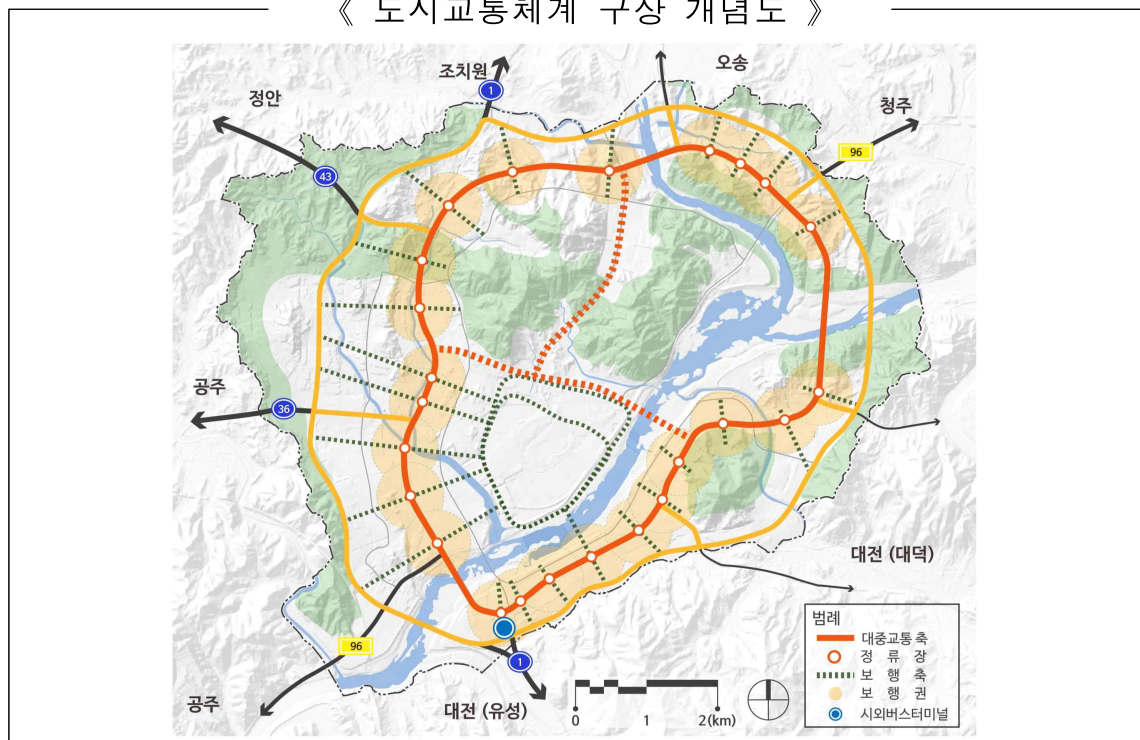 《 도시교통체계 구상 개념도 》
조치원
오송
정안
청주
1
96
43
공주
36
대전 (대덕)
96
공주
대전 (유성)
1
0 1 2(km)
범례
대중교통 축
정 류 장
보 행 축
보 행 권
시외버스터미널